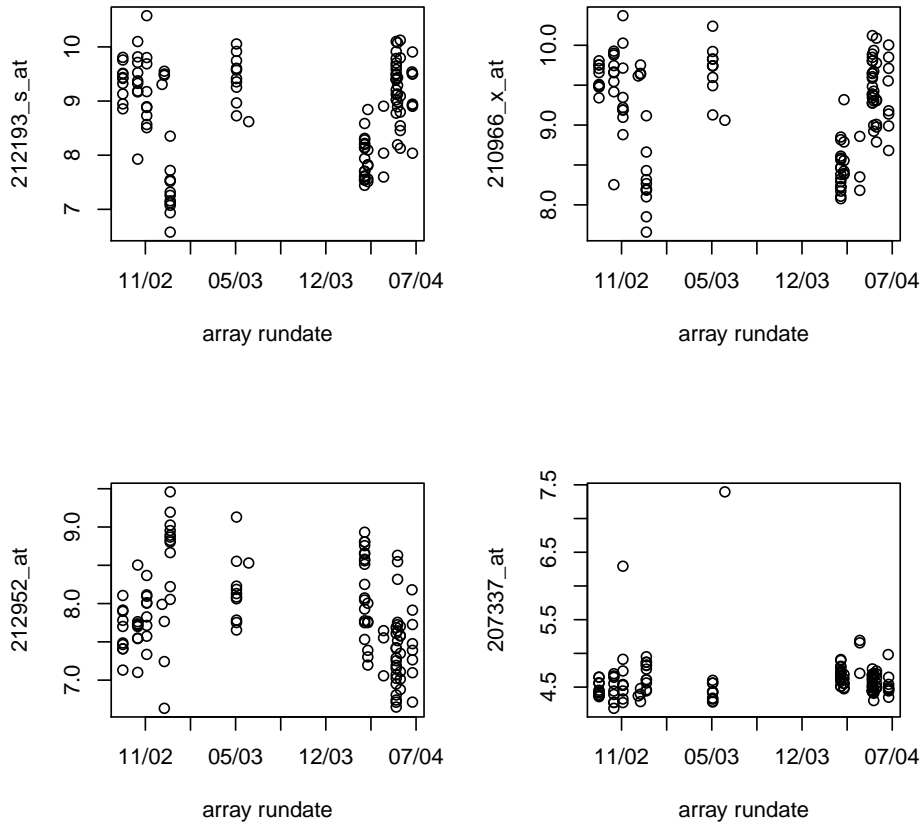 212193_s_at
10
9
8
7
11/02 05/03 12/03 07/04
array rundate
210966_x_at
10.0
9.0
8.0
11/02 05/03 12/03 07/04
array rundate
212952_at
9.0
8.0
7.0
11/02 05/03 12/03 07/04
array rundate
207337_at
7.5
6.5
5.5
4.5
11/02 05/03 12/03 07/04
array rundate